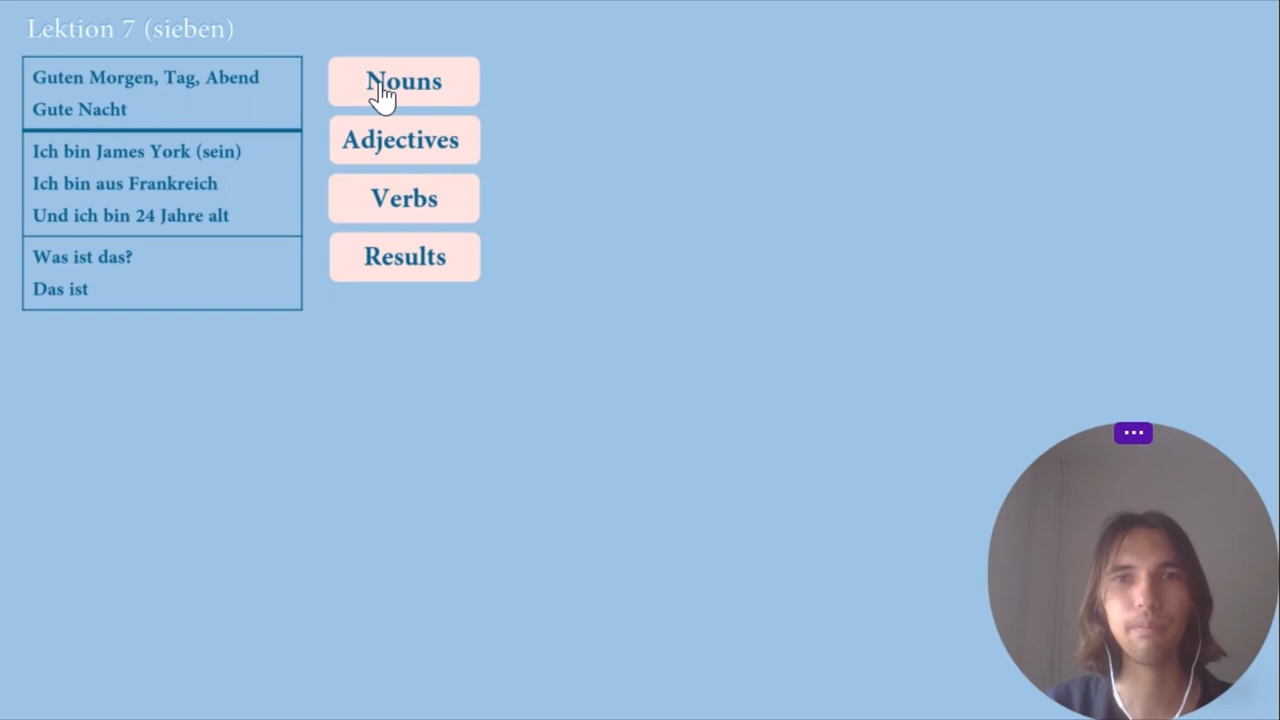 Lektion 7 (sieben)
Guten Morgen, Tag, Abend
Gute Nacht
Ich bin James York (sein)
Ich bin aus Frankreich
Und ich bin 24 Jahre alt
Was ist das?
Das ist
Nouns
Adjectives
Verbs
Results